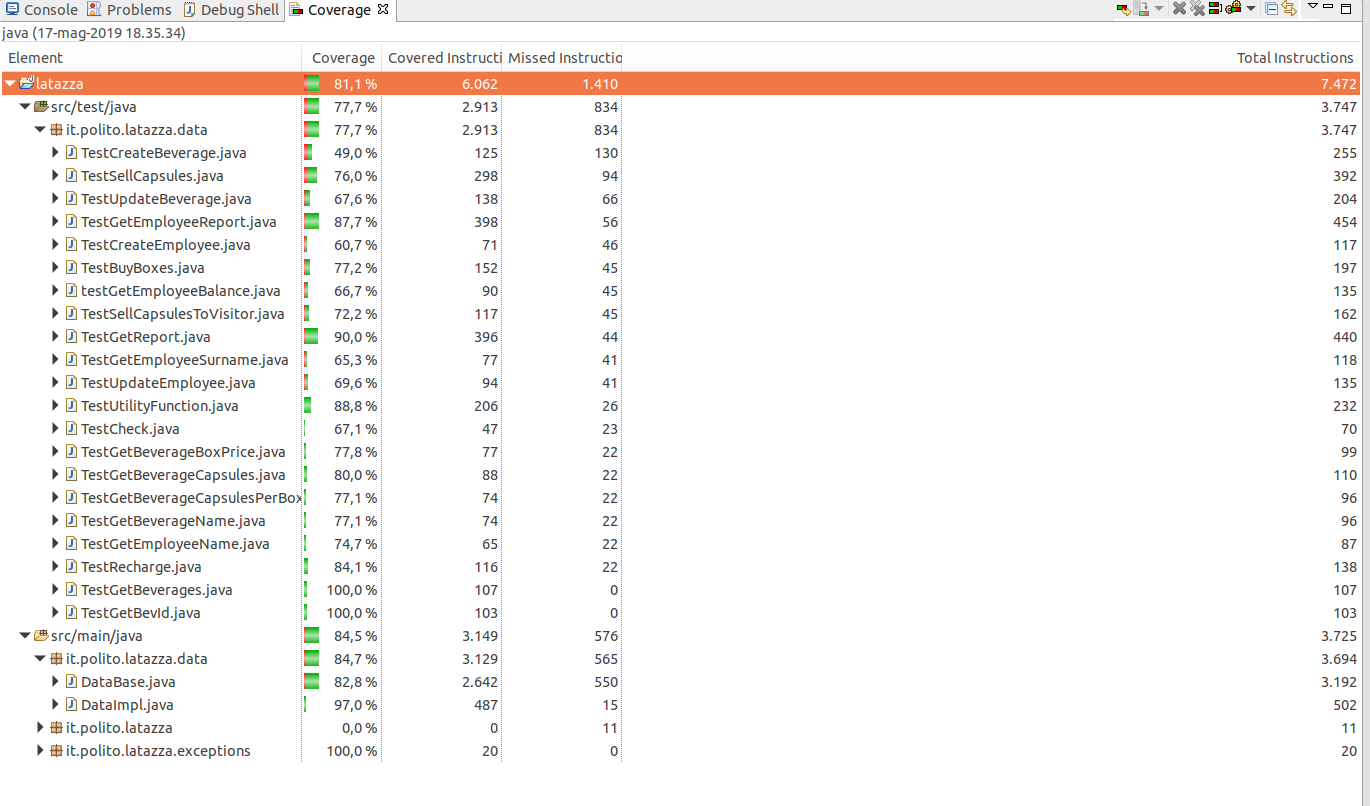 Console Problems Debug Shell Coverage
java (17-mag-2019 18.35.34)
Element Coverage Covered Instructi Missed Instructio Total Instructions
latazza 81,1 % 6.062 1.410 7.472
src/test/java 77,7 % 2.913 834 3.747
it.polito.latazza.data 77,7 % 2.913 834 3.747
TestCreateBeverage.java 49,0 % 125 130 255
TestSellCapsules.java 76,0 % 298 94 392
TestUpdateBeverage.java 67,6 % 138 66 204
TestGetEmployeeReport.java 87,7 % 398 56 454
TestCreateEmployee.java 60,7 % 71 46 117
TestBuyBoxes.java 77,2 % 152 45 197
testGetEmployeeBalance.java 66,7 % 90 45 135
TestSellCapsulesToVisitor.java 72,2 % 117 45 162
TestGetReport.java 90,0 % 396 44 440
TestGetEmployeeSurname.java 65,3 % 77 41 118
TestUpdateEmployee.java 69,6 % 94 41 135
TestUtilityFunction.java 88,8 % 206 26 232
TestCheck.java 67,1 % 47 23 70
TestGetBeverageBoxPrice.java 77,8 % 77 22 99
TestGetBeverageCapsules.java 80,0 % 88 22 110
TestGetBeverageCapsulesPerBox 77,1 % 74 22 96
TestGetBeverageName.java 77,1 % 74 22 96
TestGetEmployeeName.java 74,7 % 65 22 87
TestRecharge.java 84,1 % 116 22 138
TestGetBeverages.java 100,0 % 107 0 107
TestGetBevId.java 100,0 % 103 0 103
src/main/java 84,5 % 3.149 576 3.725
it.polito.latazza.data 84,7 % 3.129 565 3.694
DataBase.java 82,8 % 2.642 550 3.192
DataImpl.java 97,0 % 487 15 502
it.polito.latazza 0,0 % 0 11 11
it.polito.latazza.exceptions 100,0 % 20 0 20